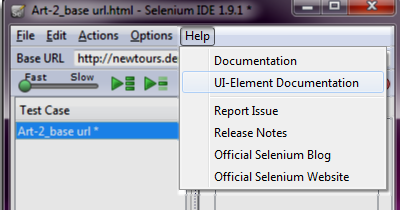 Art-2_base url.html - Selenium IDE 1.9.1 *
File Edit Actions Options Help
Base URL http://newtours.de
Fast Slow
Test Case
Art-2_base url *
Documentation
UI-Element Documentation
Report Issue
Release Notes
Official Selenium Blog
Official Selenium Website